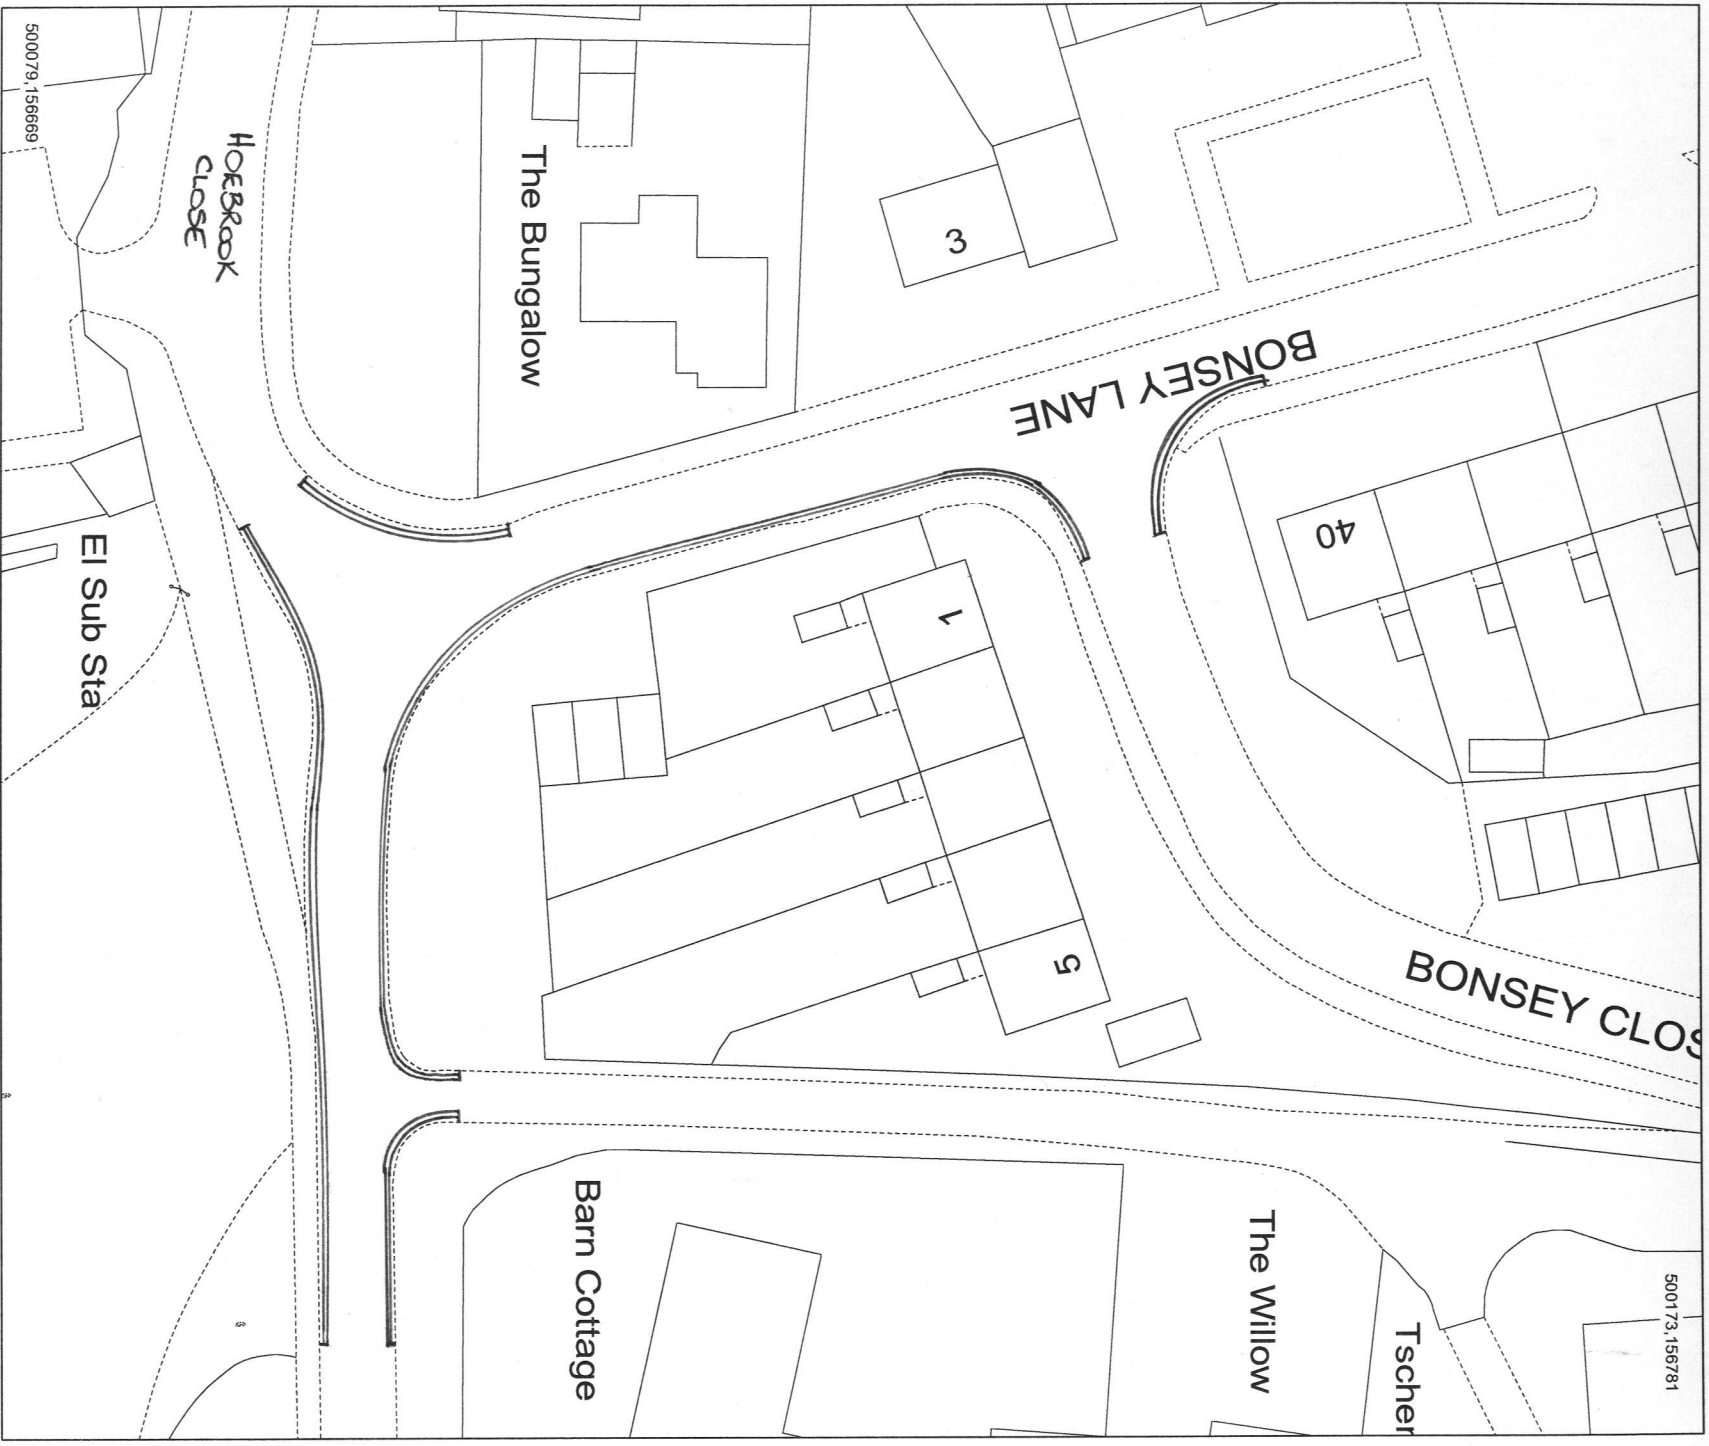 500079,156669
HOEBROOK
CLOSE
The Bungalow
3
BONSEY LANE
40
El Sub Sta
1
5
BONSEY CLOS
Barn Cottage
The Willow
Tscher
500173,156781